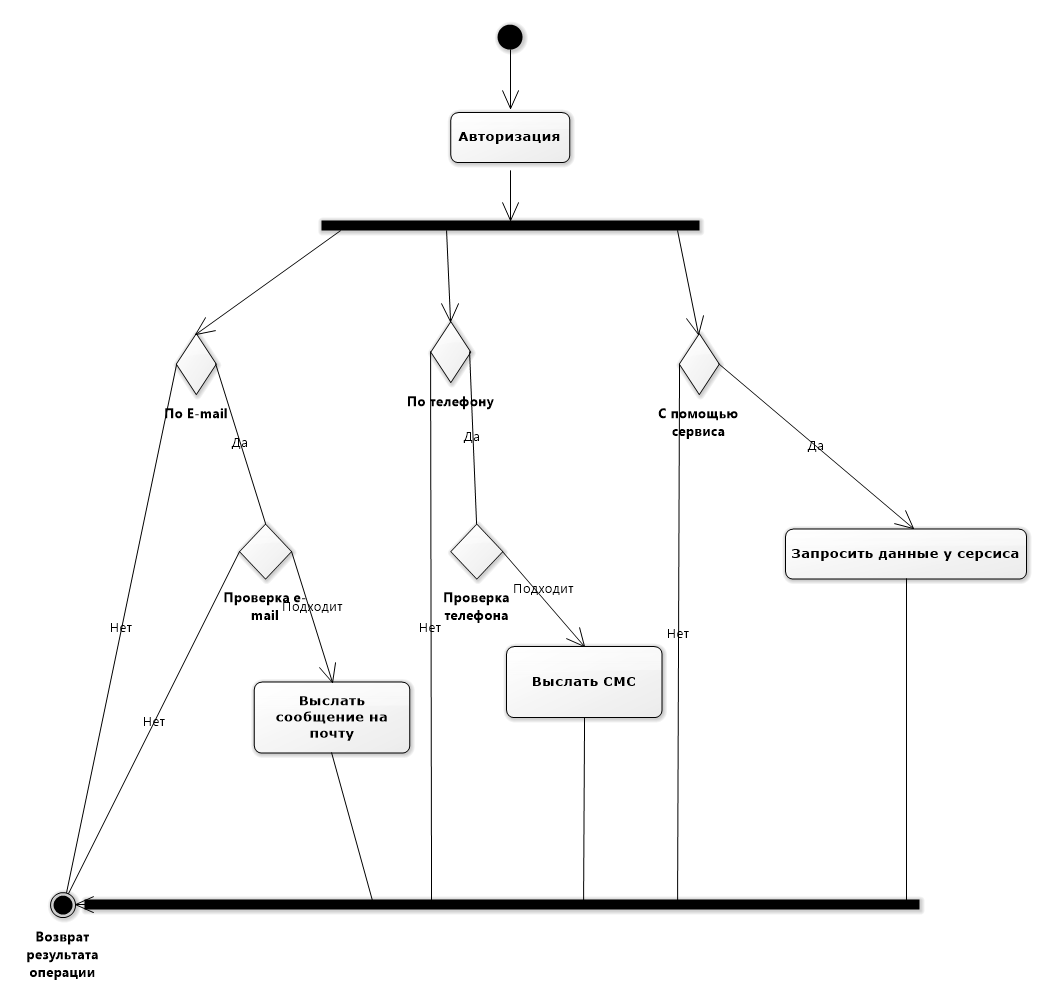 Авторизация
По E-mail
По телефону
С помощью
сервиса
Да
Да
Да
Запросить данные у серсиса
Проверка e-
mail
Подходит
Проверка
телефона
Подходит
Нет
Нет
Нет
Нет
Выслать
сообщение на
почту
Выслать СМС
Возврат
результата
операции